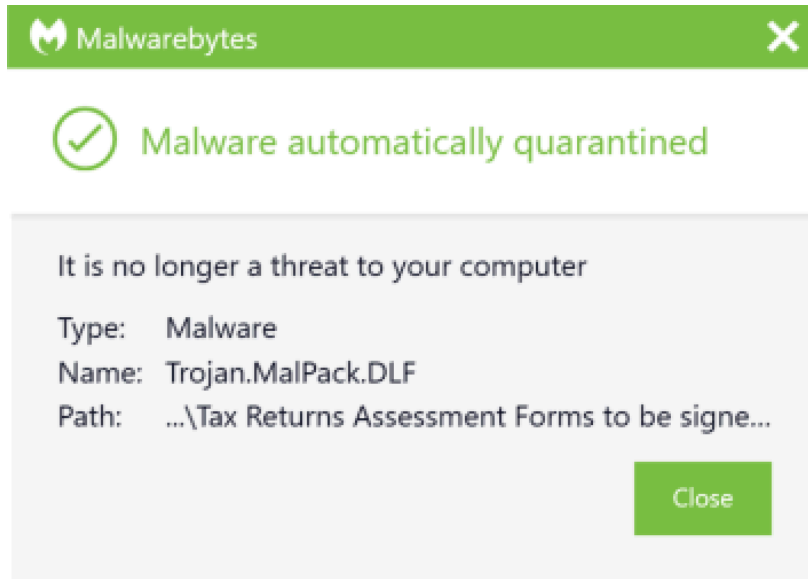 Malwarebytes
Malware automatically quarantined
It is no longer a threat to your computer
Type: Malware
Name: Trojan.MalPack.DLF
Path: ...\Tax Returns Assessment Forms to be signe...
Close